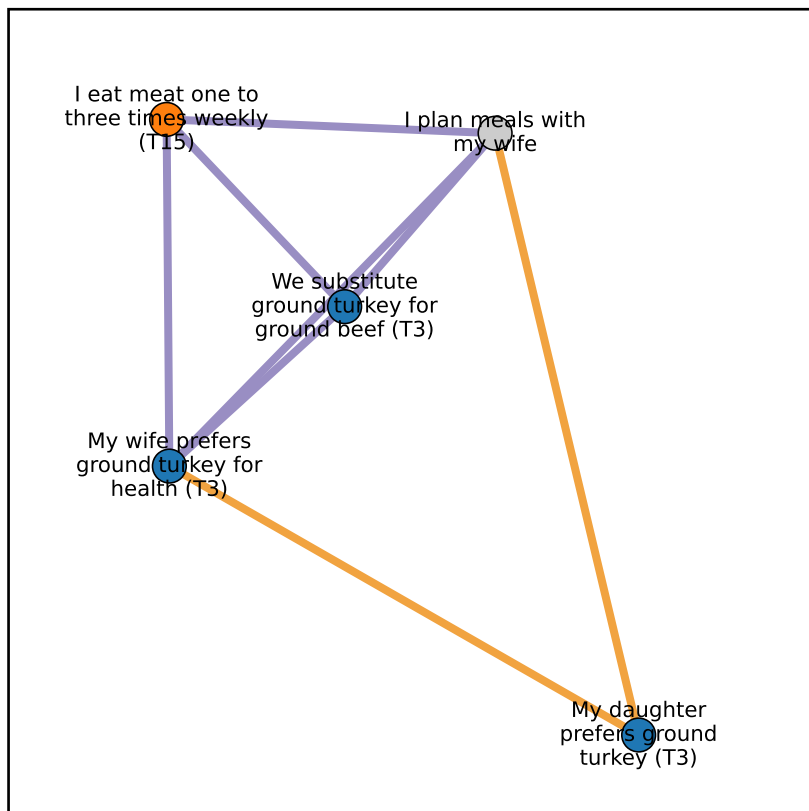 I eat meat one to
three times weekly
(T15)
I plan meals with
my wife
We substitute
ground turkey for
ground beef (T3)
My wife prefers
ground turkey for
health (T3)
My daughter
prefers ground
turkey (T3)